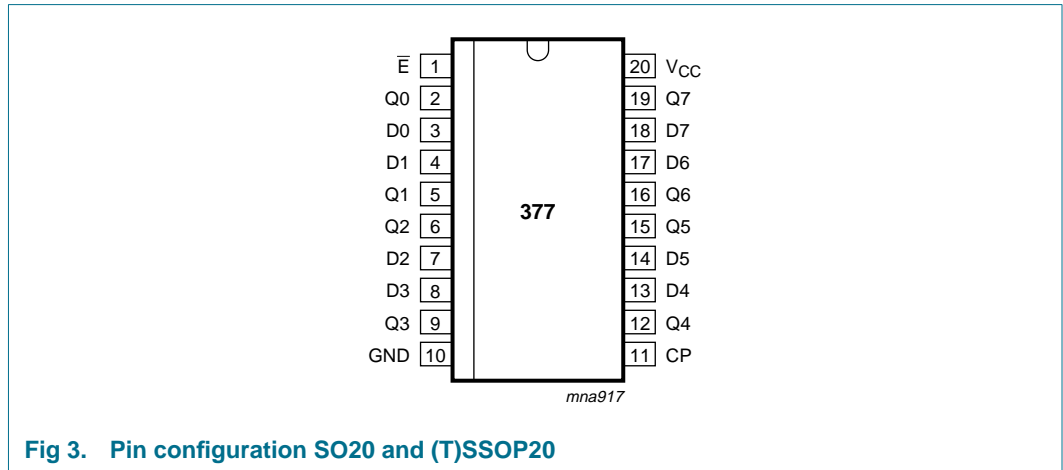 E̅ 1 20 VCC
Q0 2 19 Q7
D0 3 18 D7
D1 4 17 D6
Q1 5 16 Q6
377
Q2 6 15 Q5
D2 7 14 D5
D3 8 13 D4
Q3 9 12 Q4
GND 10 11 CP
mna917
Fig 3. Pin configuration SO20 and (T)SSOP20